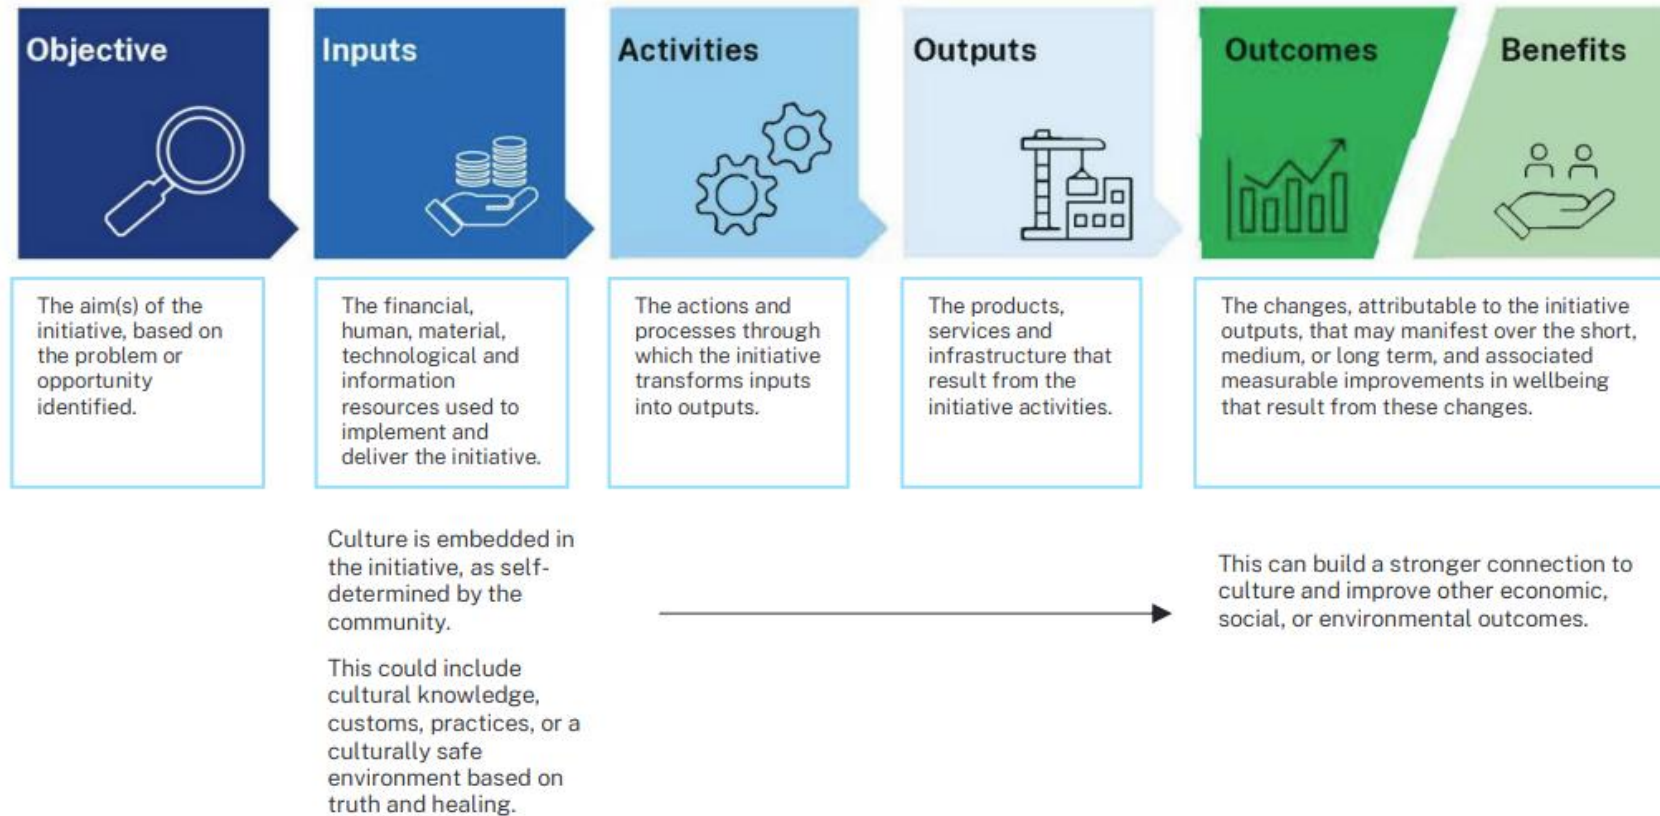 Objective
Inputs
Activities
Outputs
Outcomes
Benefits
The aim(s) of the
initiative, based on
the problem or
opportunity
identified.
The financial,
human, material,
technological and
information
resources used to
implement and
deliver the initiative.
The actions and
processes through
which the initiative
transforms inputs
into outputs.
The products,
services and
infrastructure that
result from the
initiative activities.
The changes, attributable to the initiative
outputs, that may manifest over the short,
medium, or long term, and associated
measurable improvements in wellbeing
that result from these changes.
Culture is embedded in
the initiative, as self-
determined by the
community.
This could include
cultural knowledge,
customs, practices, or a
culturally safe
environment based on
truth and healing.
This can build a stronger connection to
culture and improve other economic,
social, or environmental outcomes.